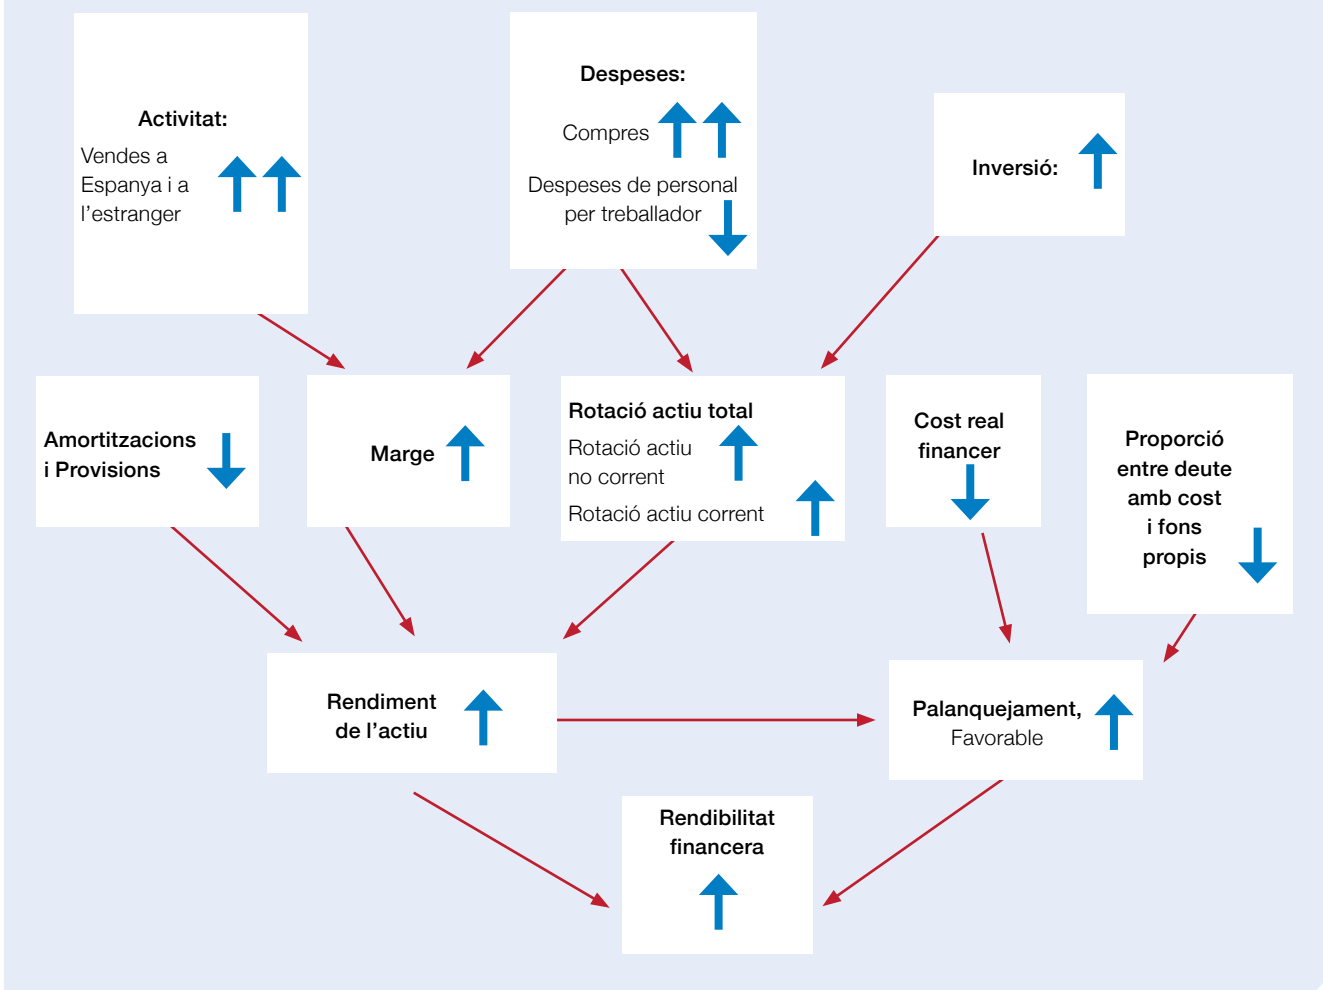 Activitat:
Vendes a
Espanya i a
l’estranger
Despeses:
Compres
Despeses de personal
per treballador
Inversió:
Amortitzacions
i Provisions
Marge
Rotació actiu total
Rotació actiu
no corrent
Rotació actiu corrent
Cost real
financer
Proporció
entre deute
amb cost
i fons
propis
Rendiment
de l’actiu
Palanquejament,
Favorable
Rendibilitat
financera